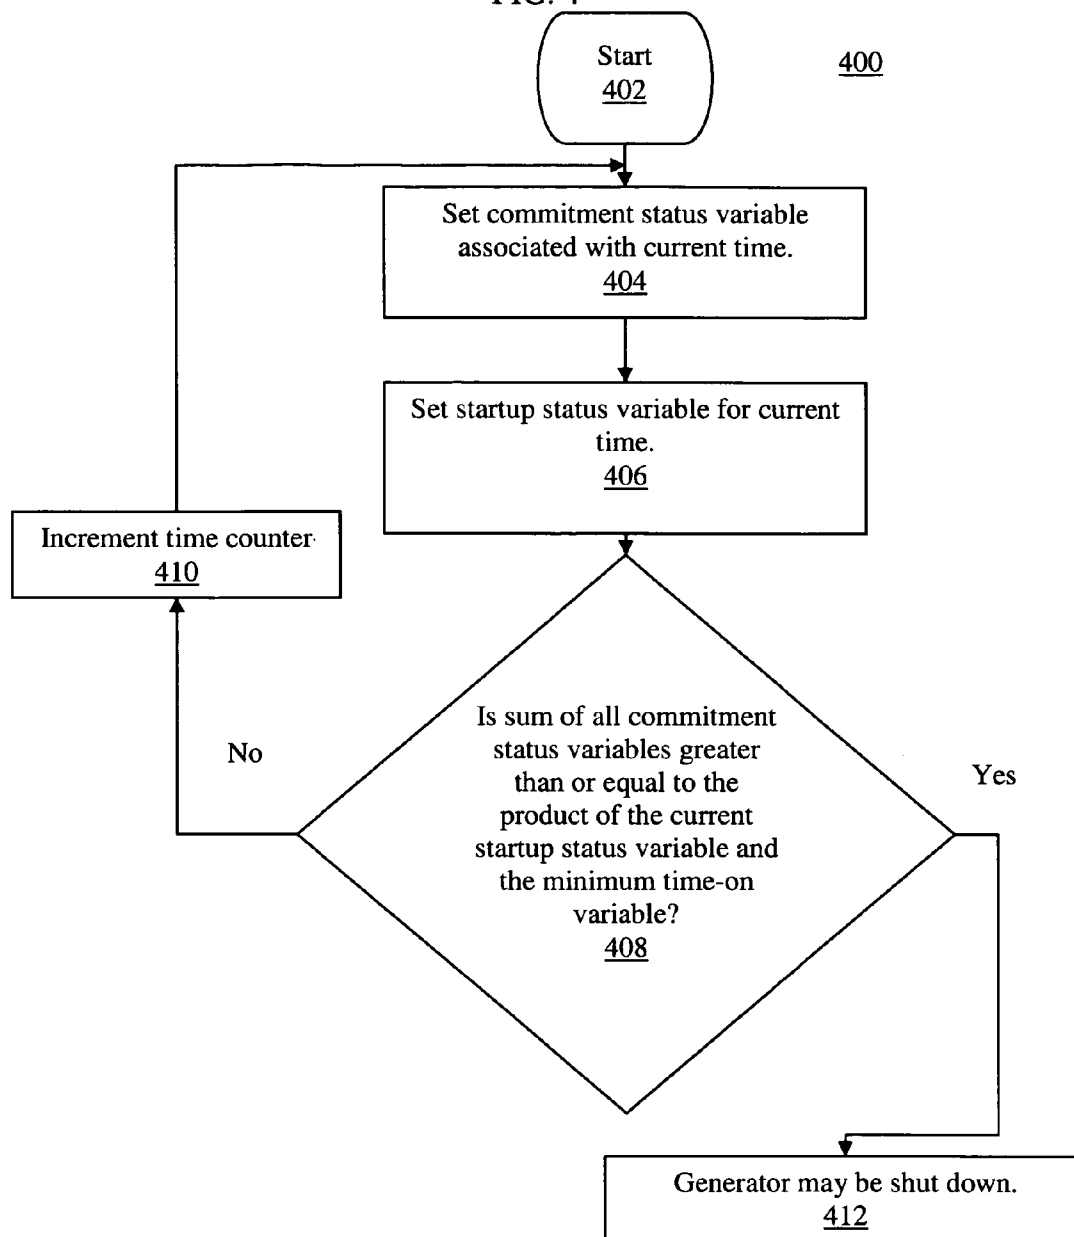 FIG. 4
Start
402
400
Set commitment status variable
associated with current time.
404
Set startup status variable for current
time.
406
Increment time counter
410
Is sum of all commitment
status variables greater
than or equal to the
product of the current
startup status variable and
the minimum time-on
variable?
408
No
Yes
Generator may be shut down.
412